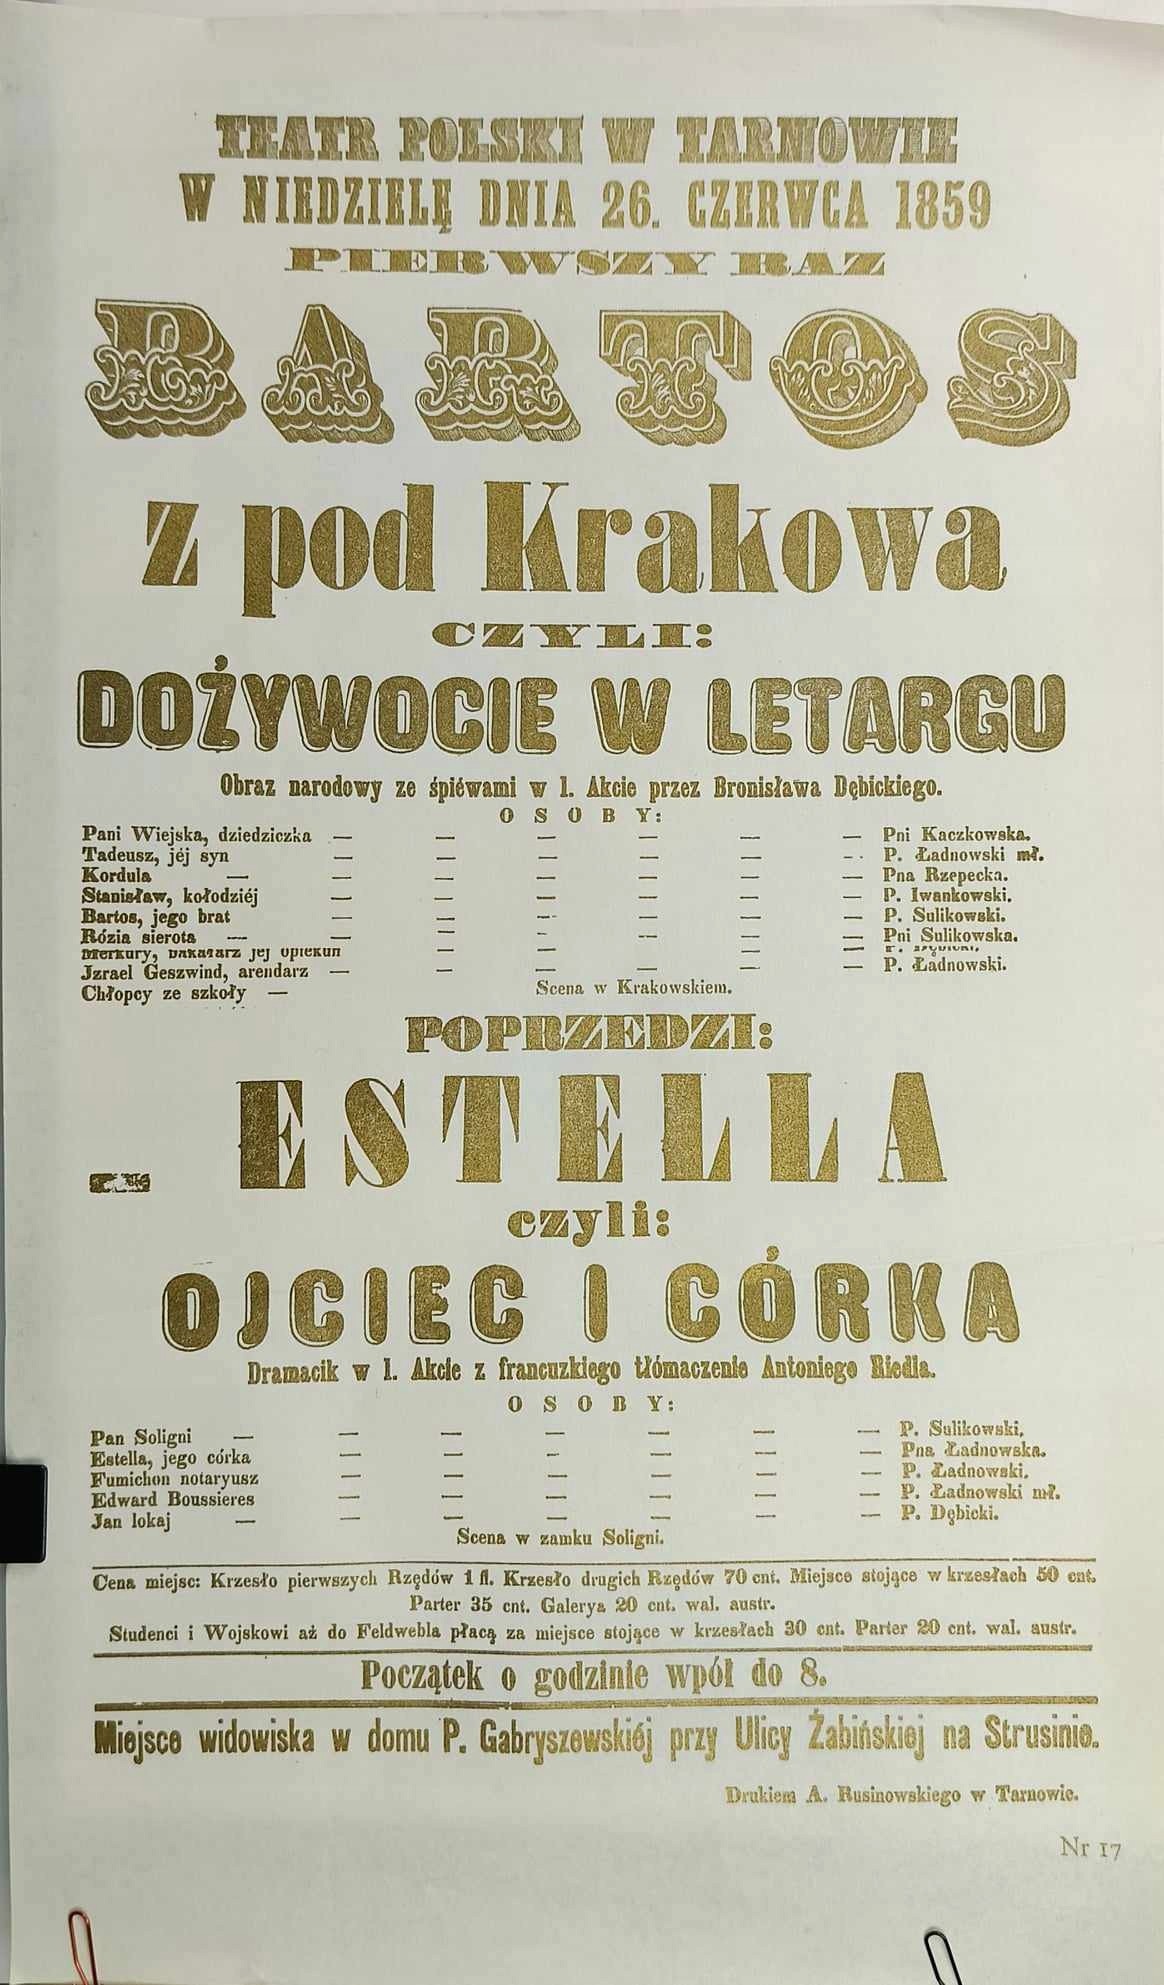 TEATR POLSKI W TARNOWIE
W NIEDZIELĘ DNIA 26. CZERWCA 1859
PIERWSZY RAZ
BARTOS
z pod Krakowa
CZYLI:
DOŻYWOCIE W LETARGU
Obraz narodowy ze śpiéwami w 1. Akcie przez Bronisława Dębickiego.
OSOBY:
Pani Wiejska, dziedziczka — — — — — — Pni Kaczkowska.
Tadeusz, jéj syn — — — — — — P. Ładnowski mł.
Kordula — — — — — — — Pna Rzepecka.
Stanisław, kołodziéj — — — — — — P. Iwankowski.
Bartos, jego brat — — — — — — P. Sulikowski.
Rózia sierota — — — — — — — Pni Sulikowska.
Merkury, bakałarz jej opiekun — — — — — P. Dębicki.
Jzrael Geszwind, arendarz — — — — — — P. Ładnowski.
Chłopcy ze szkoły —
Scena w Krakowskiem.
POPRZEDZI:
ESTELLA
czyli:
OJCIEC I CÓRKA
Dramacik w 1. Akcie z francuzkiego tłómaczenie Antoniego Riedla.
OSOBY:
Pan Soligni — — — — — — — P. Sulikowski.
Estella, jego córka — — — — — — Pna Ładnowska.
Fumichon notaryusz — — — — — — P. Ładnowski.
Edward Boussieres — — — — — — P. Ładnowski mł.
Jan lokaj — — — — — — — P. Dębicki.
Scena w zamku Soligni.
Cena miejsc: Krzesło pierwszych Rzędów 1 fl. Krzesło drugich Rzędów 70 cnt. Miejsce stojące w krzesłach 50 cnt.
Parter 35 cnt. Galerya 20 cnt. wal. austr.
Studenci i Wojskowi aż do Feldwebla płacą za miejsce stojące w krzesłach 30 cnt. Parter 20 cnt. wal. austr.
Początek o godzinie wpół do 8.
Miejsce widowiska w domu P. Gabryszewskiéj przy Ulicy Żabińskiej na Strusinie.
Drukiem A. Rusinowskiego w Tarnowie.
Nr 17